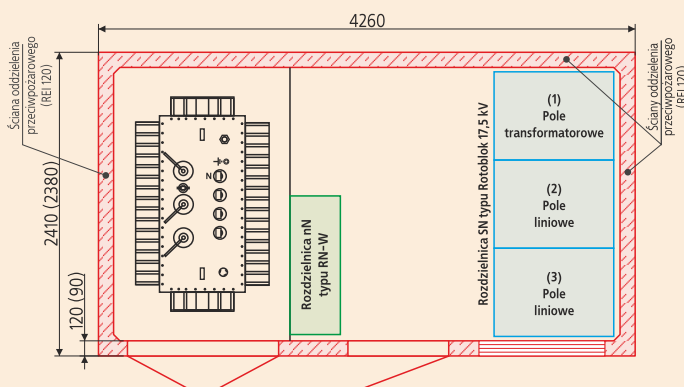 4260
Ściana oddzielenia
przeciwpożarowego
(REI 120)
Ściany oddzielenia
przeciwpożarowego
(REI 120)
2410 (2380)
120 (90)
N
Rozdzielnica nN
typu RN-W
Rozdzielnica SN typu Rotoblok 17,5 kV
(1)
Pole
transformatorowe
(2)
Pole
liniowe
(3)
Pole
liniowe